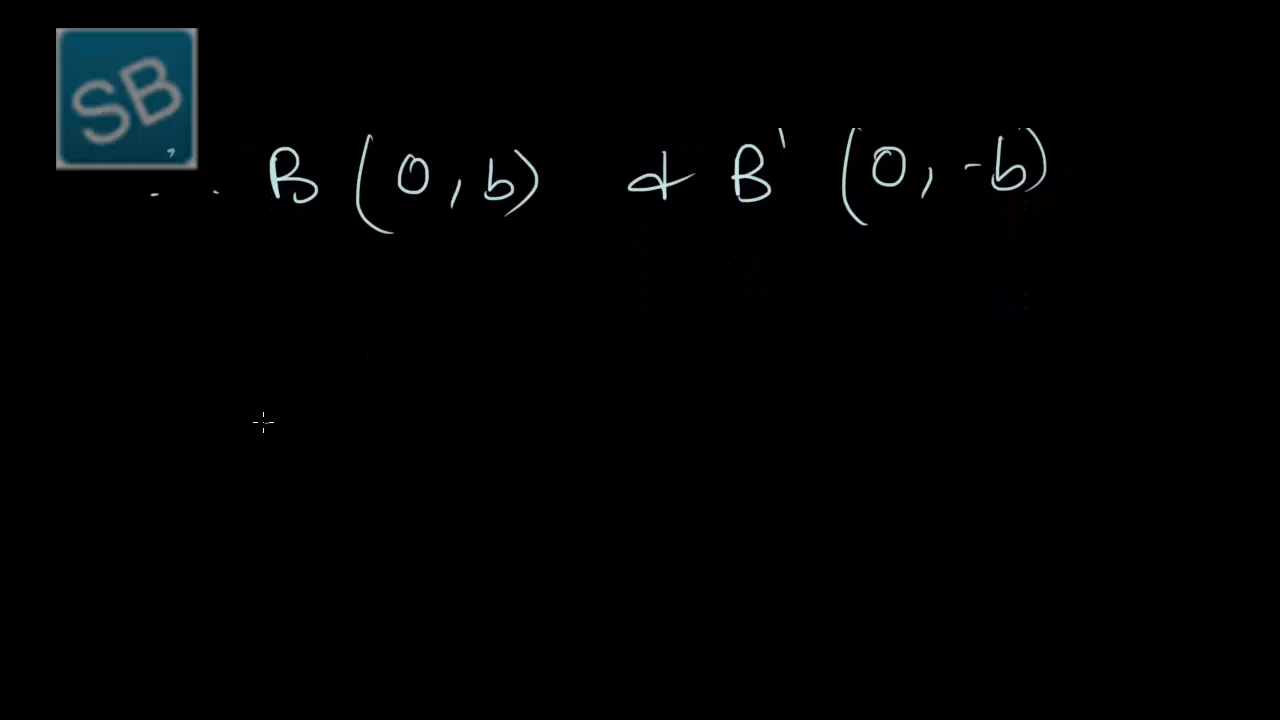 SB
∴ B (0, b) & B' (0, -b)